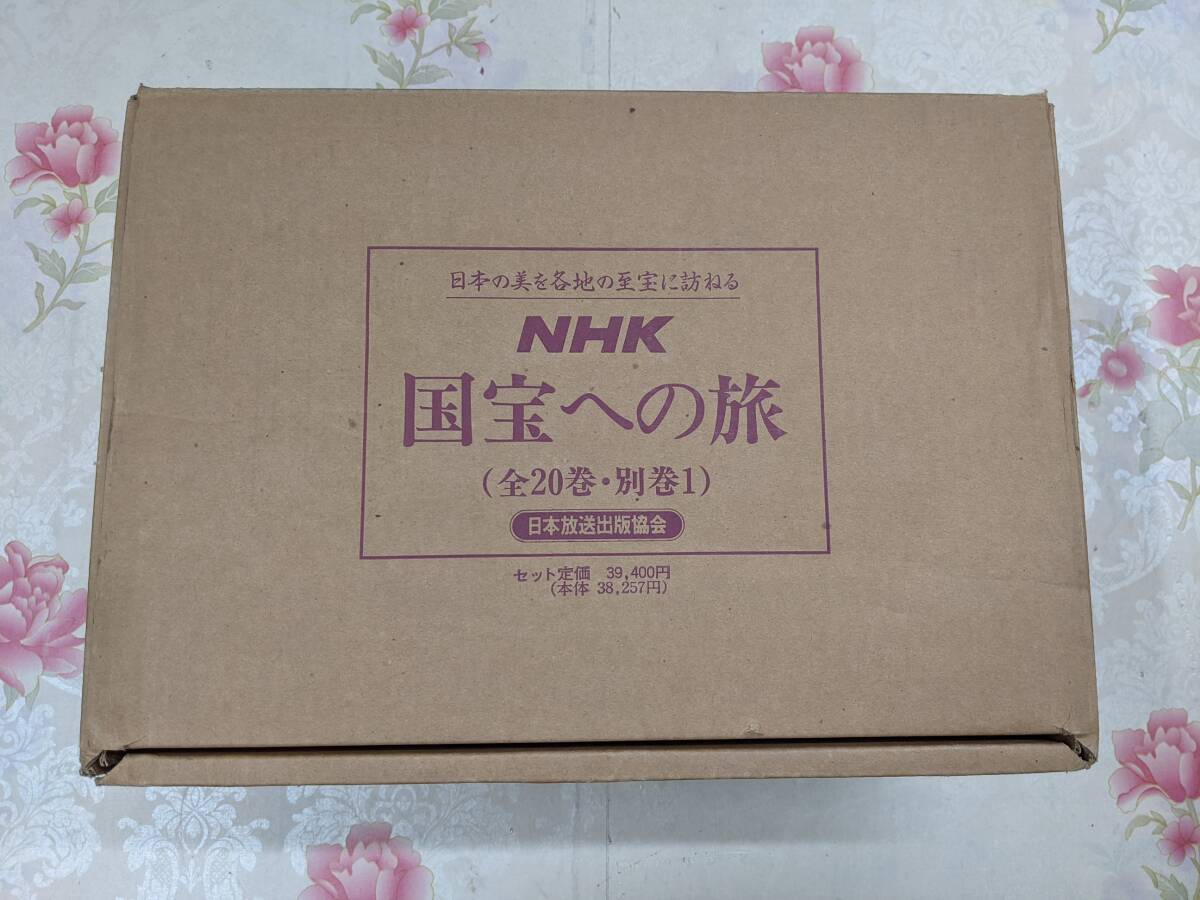 日本の美を各地の至宝に訪ねる
NHK
国宝への旅
(全20巻・別巻1)
日本放送出版協会
セット定価 39,400円
(本体 38,257円)